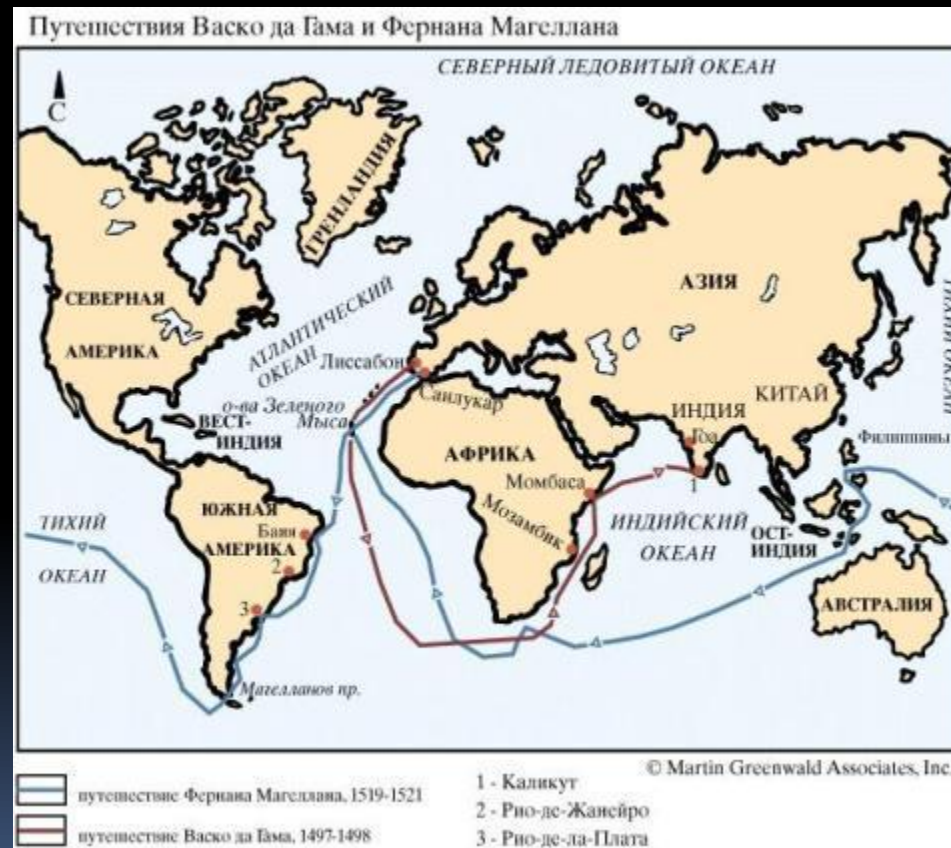 Путешествия Васко да Гама и Фернана Магеллана
СЕВЕРНЫЙ ЛЕДОВИТЫЙ ОКЕАН
С
ГРЕНЛАНДИЯ
СЕВЕРНАЯ
АМЕРИКА
АЗИЯ
АТЛАНТИЧЕСКИЙ
ОКЕАН
Лиссабон
Санлукар
о-ва Зеленого
Мыса
ВЕСТ-
ИНДИЯ
КИТАЙ
ИНДИЯ
Гоа
Филиппины
1
АФРИКА
Момбаса
Мозамбик
ЮЖНАЯ
АМЕРИКА
Баия
2
3
ТИХИЙ
ОКЕАН
ИНДИЙСКИЙ
ОКЕАН
ОСТ-
ИНДИЯ
АВСТРАЛИЯ
Магелланов пр.
© Martin Greenwald Associates, Inc
путешествие Фернана Магеллана, 1519-1521
путешествие Васко да Гама, 1497-1498
1 - Каликут
2 - Рио-де-Жанейро
3 - Рио-де-ла-Плата